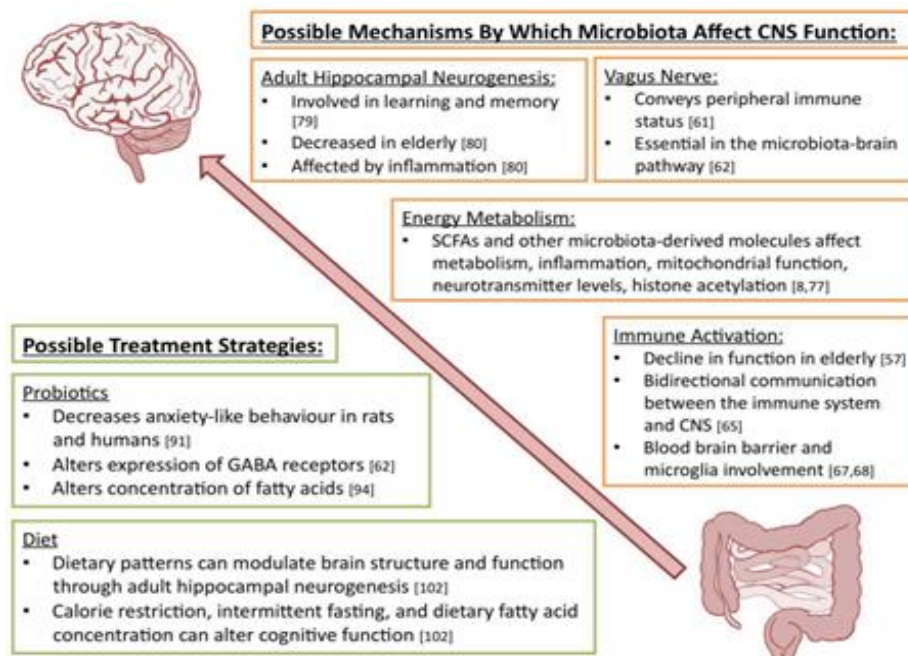 Possible Mechanisms By Which Microbiota Affect CNS Function:
Adult Hippocampal Neurogenesis:
• Involved in learning and memory
[79]
• Decreased in elderly [80]
• Affected by inflammation [80]
Vagus Nerve:
• Conveys peripheral immune
status [61]
• Essential in the microbiota-brain
pathway [62]
Energy Metabolism:
• SCFAs and other microbiota-derived molecules affect
metabolism, inflammation, mitochondrial function,
neurotransmitter levels, histone acetylation [8,77]
Immune Activation:
• Decline in function in elderly [57]
• Bidirectional communication
between the immune system
and CNS [65]
• Blood brain barrier and
microglia involvement [67,68]
Possible Treatment Strategies:
Probiotics
• Decreases anxiety-like behaviour in rats
and humans [91]
• Alters expression of GABA receptors [62]
• Alters concentration of fatty acids [94]
Diet
• Dietary patterns can modulate brain structure and function
through adult hippocampal neurogenesis [102]
• Calorie restriction, intermittent fasting, and dietary fatty acid
concentration can alter cognitive function [102]